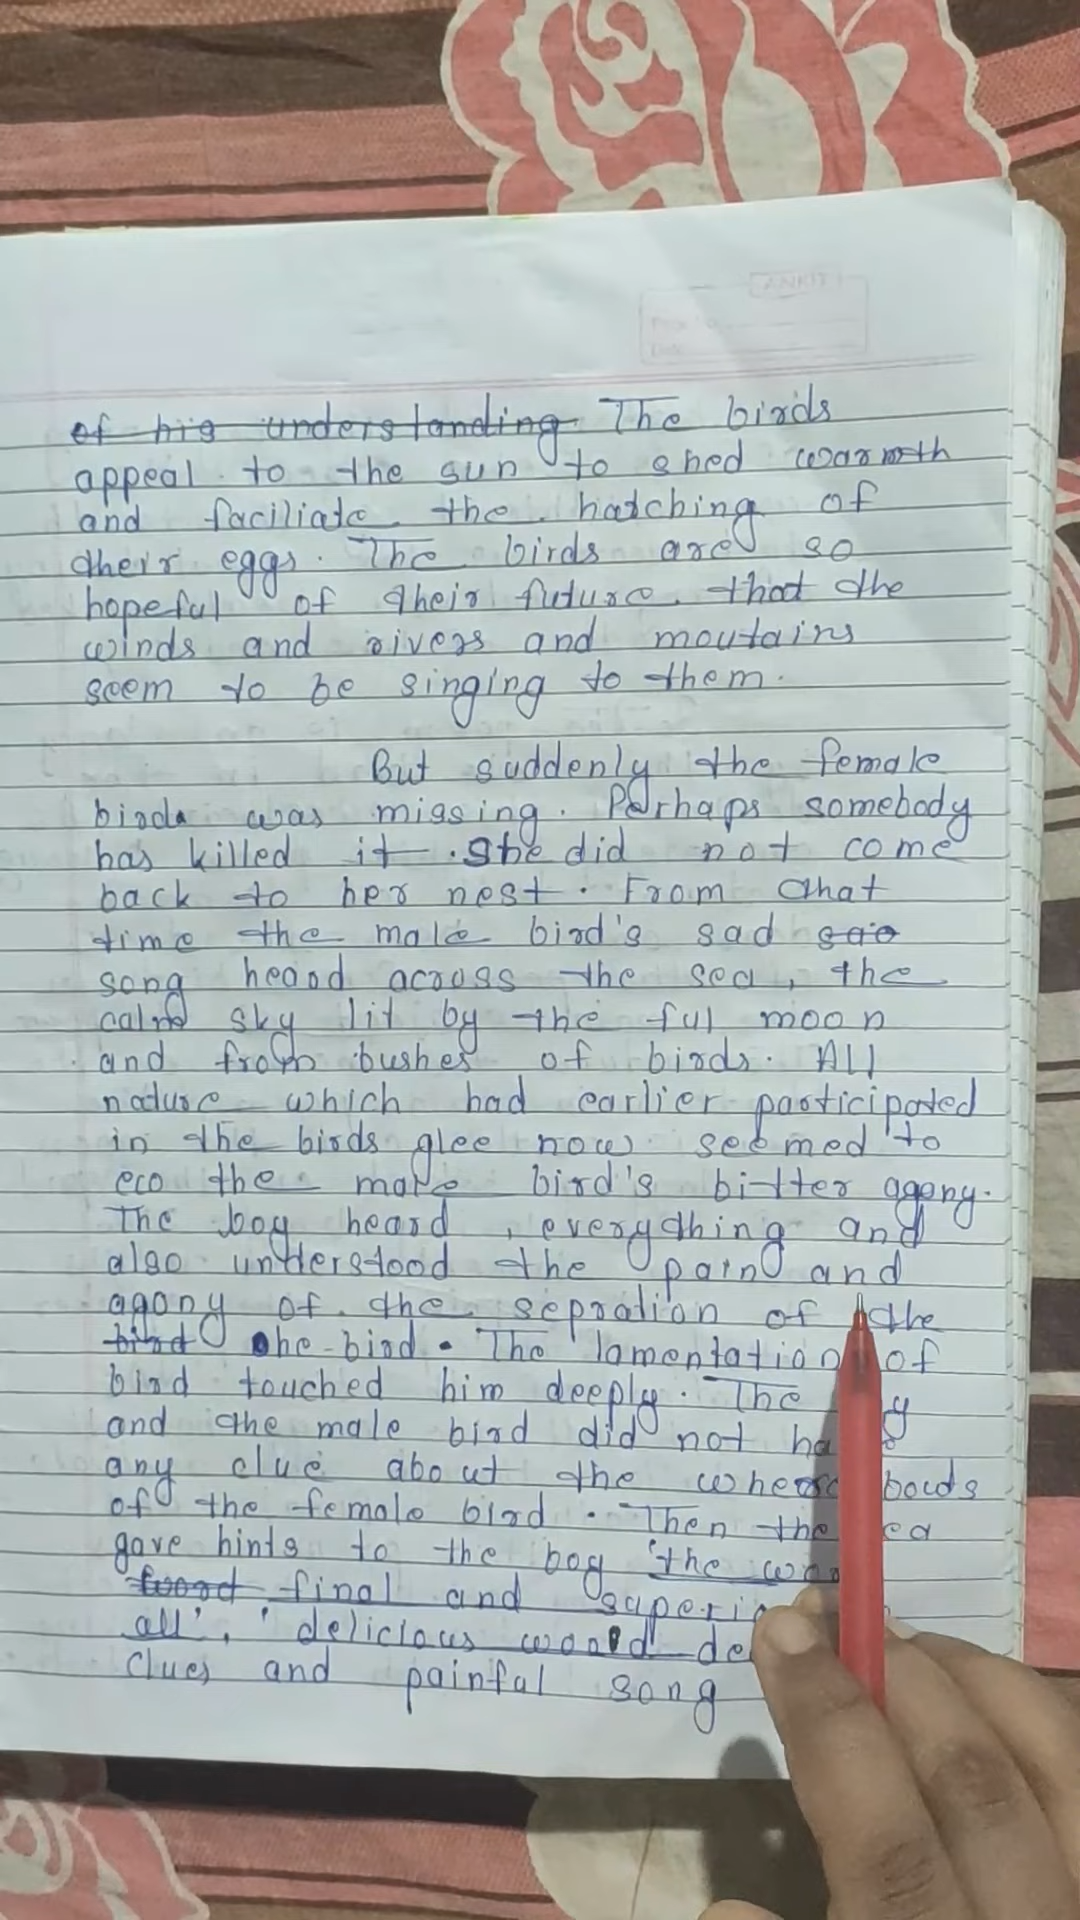 ANKIT
of his understanding The birds
appeal to the sun to shed warmth
and faciliate the hatching of
their eggs. The birds are so
hopeful of their future that the
winds and rivers and moutains
seem to be singing to them.
But suddenly the female
birda was missing. Perhaps somebody
has killed it. She did not come
back to her nest. From that
time the male bird's sad
song heard across the sea, the
calm sky lit by the ful moon
and from bushes of birds. All
nature which had earlier participated
in the birds glee now seemed to
eco the male bird's bitter agony.
The boy heard, everything and
also understood the pain and
agony of the sepration of the
bird the bird. The lamentation of
bird touched him deeply. The
and the male bird did not
any clue about the
of the female bird. Then the
gave hints to the boy 'the
word final and
all', 'delicious word
clues and painful song